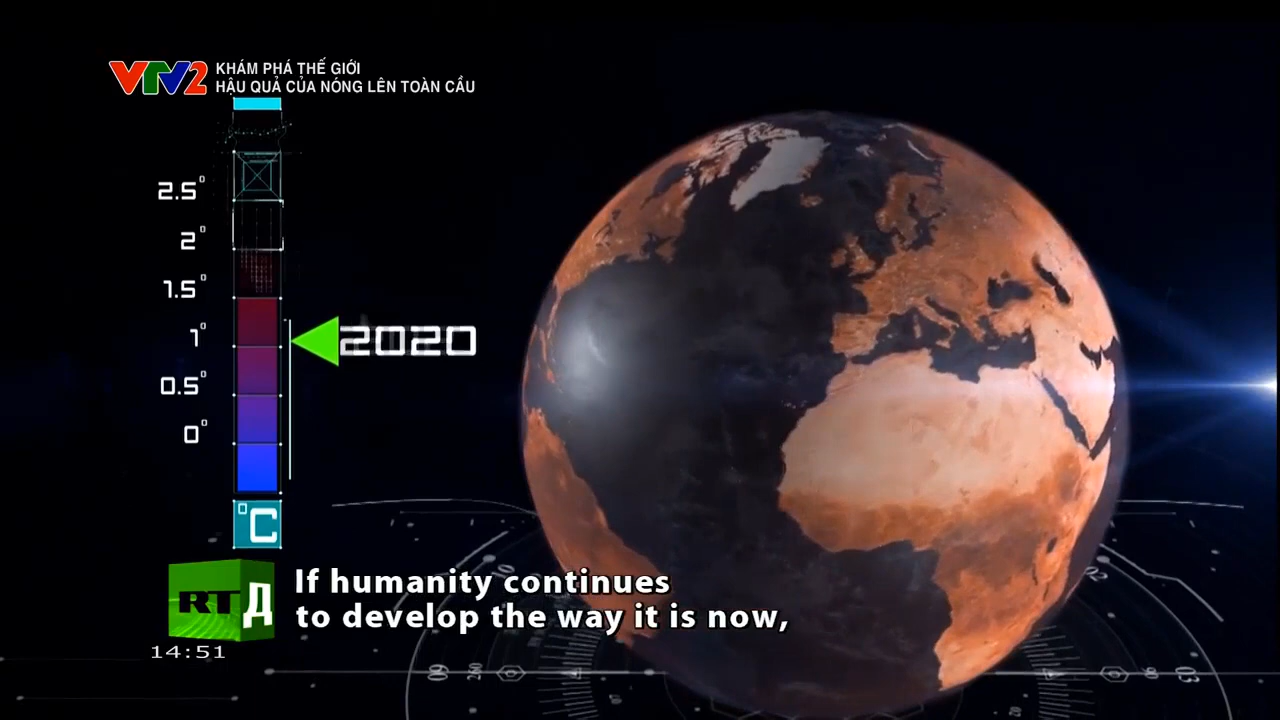 VTV2
KHÁM PHÁ THẾ GIỚI
HẬU QUẢ CỦA NÓNG LÊN TOÀN CẦU
2.5°
2°
1.5°
1°
0.5°
0°
2020
°C
RT Д
If humanity continues
to develop the way it is now,
14:51